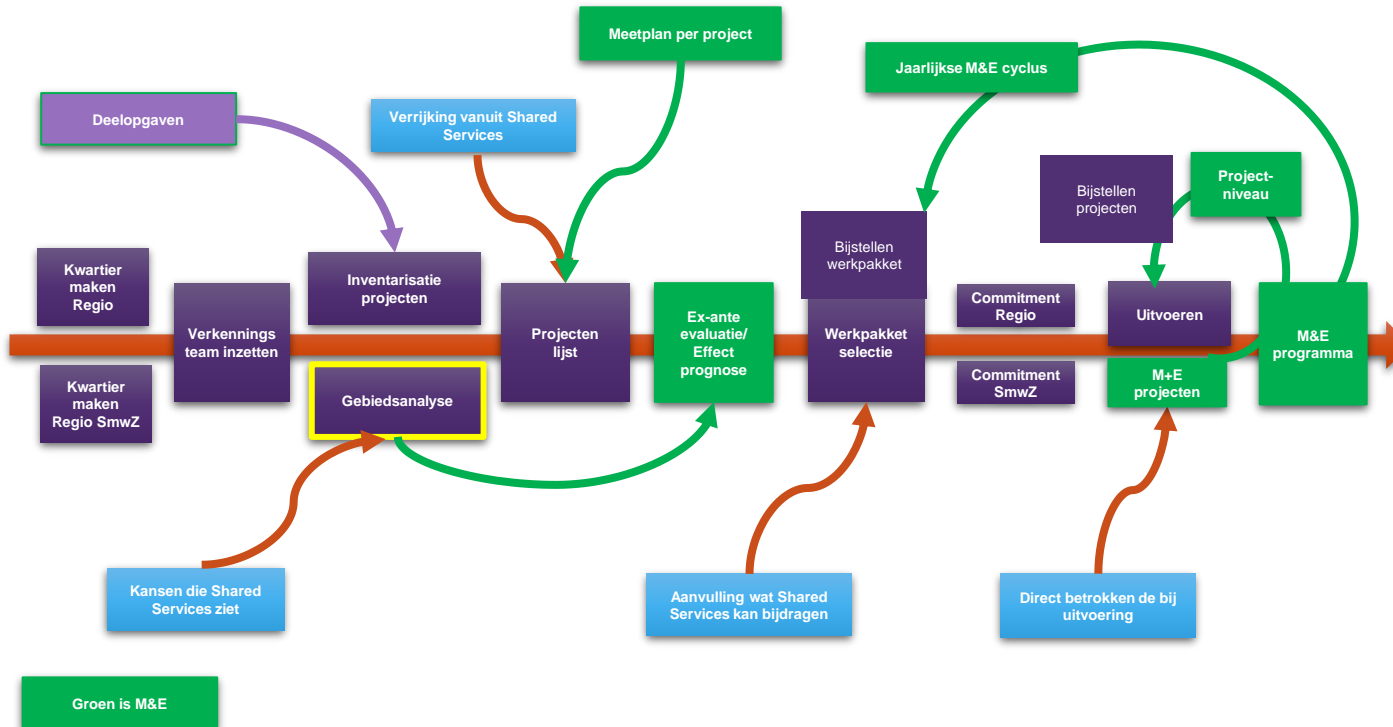 Meetplan per project
Jaarlijkse M&E cyclus
Deelopgaven
Verrijking vanuit Shared
Services
Bijstellen
projecten
Project-
niveau
Kwartier
maken
Regio
Inventarisatie
projecten
Bijstellen
werkpakket
Commitment
Regio
Uitvoeren
Verkennings
team inzetten
Projecten
lijst
Ex-ante
evaluatie/
Effect
prognose
Werkpakket
selectie
M&E
programma
Kwartier
maken
Regio SmwZ
Gebiedsanalyse
Commitment
SmwZ
M+E
projecten
Kansen die Shared
Services ziet
Aanvulling wat Shared
Services kan bijdragen
Direct betrokken de bij
uitvoering
Groen is M&E